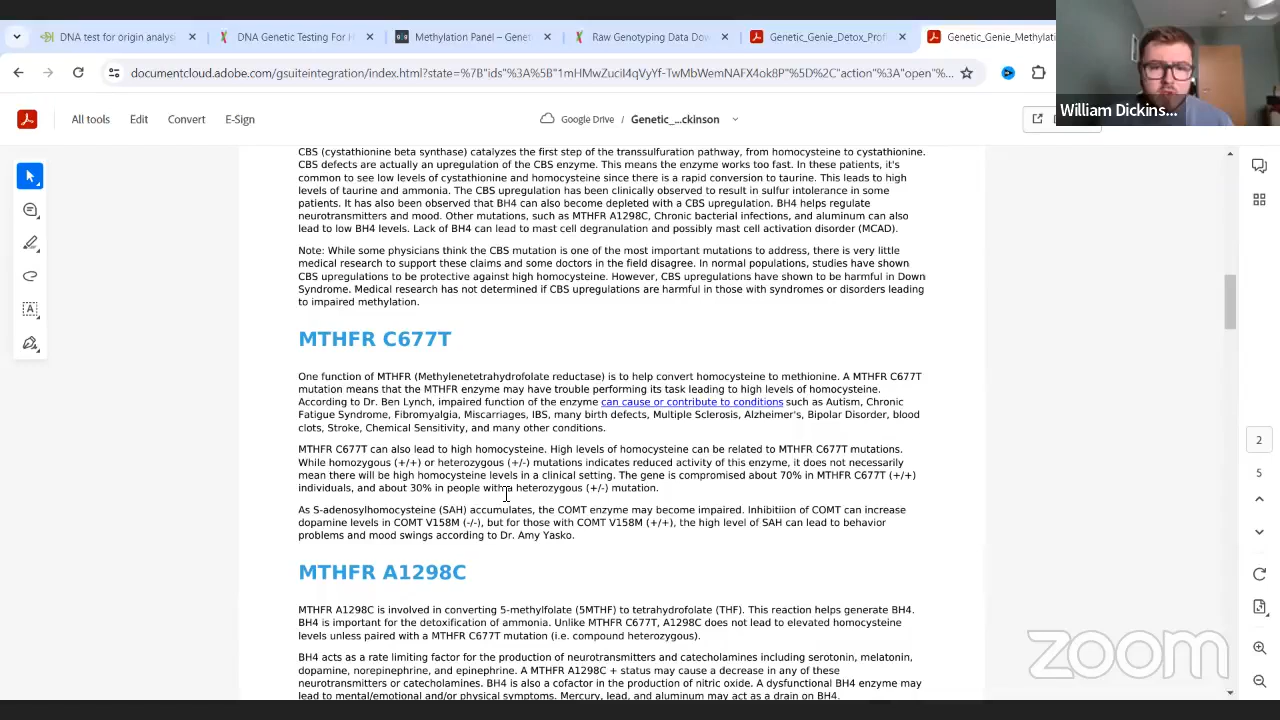 DNA test for origin analys
DNA Genetic Testing For H
Methylation Panel – Genet
Raw Genotyping Data Dow
Genetic_Genie_Detox_Prof
Genetic_Genie_Methylatio
documentcloud.adobe.com/gsuiteintegration/index.html?state=%7B"ids"%3A%5B"1mHMwZuciI4qVyYf-TwMbWemNAFX4ok8P"%5D%2C"action"%3A"open"%...
William Dickins...
All tools
Edit
Convert
E-Sign
Google Drive / Genetic_...ckinson
CBS (cystathionine beta synthase) catalyzes the first step of the transsulfuration pathway, from homocysteine to cystathionine.
CBS defects are actually an upregulation of the CBS enzyme. This means the enzyme works too fast. In these patients, it's
common to see low levels of cystathionine and homocysteine since there is a rapid conversion to taurine. This leads to high
levels of taurine and ammonia. The CBS upregulation has been clinically observed to result in sulfur intolerance in some
patients. It has also been observed that BH4 can also become depleted with a CBS upregulation. BH4 helps regulate
neurotransmitters and mood. Other mutations, such as MTHFR A1298C, Chronic bacterial infections, and aluminum can also
lead to low BH4 levels. Lack of BH4 can lead to mast cell degranulation and possibly mast cell activation disorder (MCAD).
Note: While some physicians think the CBS mutation is one of the most important mutations to address, there is very little
medical research to support these claims and some doctors in the field disagree. In normal populations, studies have shown
CBS upregulations to be protective against high homocysteine. However, CBS upregulations have shown to be harmful in Down
Syndrome. Medical research has not determined if CBS upregulations are harmful in those with syndromes or disorders leading
to impaired methylation.
MTHFR C677T
One function of MTHFR (Methylenetetrahydrofolate reductase) is to help convert homocysteine to methionine. A MTHFR C677T
mutation means that the MTHFR enzyme may have trouble performing its task leading to high levels of homocysteine.
According to Dr. Ben Lynch, impaired function of the enzyme can cause or contribute to conditions such as Autism, Chronic
Fatigue Syndrome, Fibromyalgia, Miscarriages, IBS, many birth defects, Multiple Sclerosis, Alzheimer's, Bipolar Disorder, blood
clots, Stroke, Chemical Sensitivity, and many other conditions.
MTHFR C677T can also lead to high homocysteine. High levels of homocysteine can be related to MTHFR C677T mutations.
While homozygous (+/+) or heterozygous (+/-) mutations indicates reduced activity of this enzyme, it does not necessarily
mean there will be high homocysteine levels in a clinical setting. The gene is compromised about 70% in MTHFR C677T (+/+)
individuals, and about 30% in people with a heterozygous (+/-) mutation.
As S-adenosylhomocysteine (SAH) accumulates, the COMT enzyme may become impaired. Inhibitiion of COMT can increase
dopamine levels in COMT V158M (-/-), but for those with COMT V158M (+/+), the high level of SAH can lead to behavior
problems and mood swings according to Dr. Amy Yasko.
MTHFR A1298C
MTHFR A1298C is involved in converting 5-methylfolate (5MTHF) to tetrahydrofolate (THF). This reaction helps generate BH4.
BH4 is important for the detoxification of ammonia. Unlike MTHFR C677T, A1298C does not lead to elevated homocysteine
levels unless paired with a MTHFR C677T mutation (i.e. compound heterozygous).
BH4 acts as a rate limiting factor for the production of neurotransmitters and catecholamines including serotonin, melatonin,
dopamine, norepinephrine, and epinephrine. A MTHFR A1298C + status may cause a decrease in any of these
neurotransmitters or catecholamines. BH4 is also a cofactor in the production of nitric oxide. A dysfunctional BH4 enzyme may
lead to mental/emotional and/or physical symptoms. Mercury, lead, and aluminum may act as a drain on BH4.
2
5
zoom